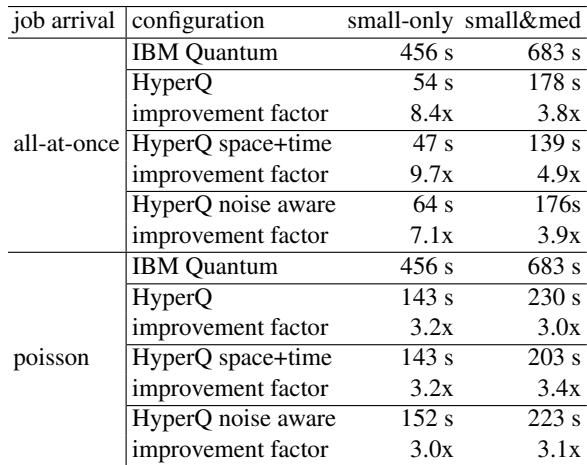 job arrival configuration small-only small&med
IBM Quantum 456 s 683 s
HyperQ 54 s 178 s
improvement factor 8.4x 3.8x
all-at-once HyperQ space+time 47 s 139 s
improvement factor 9.7x 4.9x
HyperQ noise aware 64 s 176s
improvement factor 7.1x 3.9x
IBM Quantum 456 s 683 s
HyperQ 143 s 230 s
improvement factor 3.2x 3.0x
poisson HyperQ space+time 143 s 203 s
improvement factor 3.2x 3.4x
HyperQ noise aware 152 s 223 s
improvement factor 3.0x 3.1x